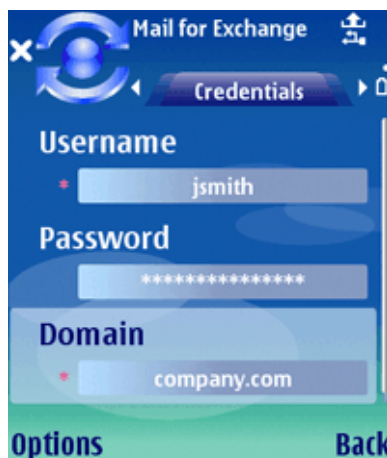 Mail for Exchange
Credentials
Username
* jsmith
Password
***************
Domain
* company.com
Options Back